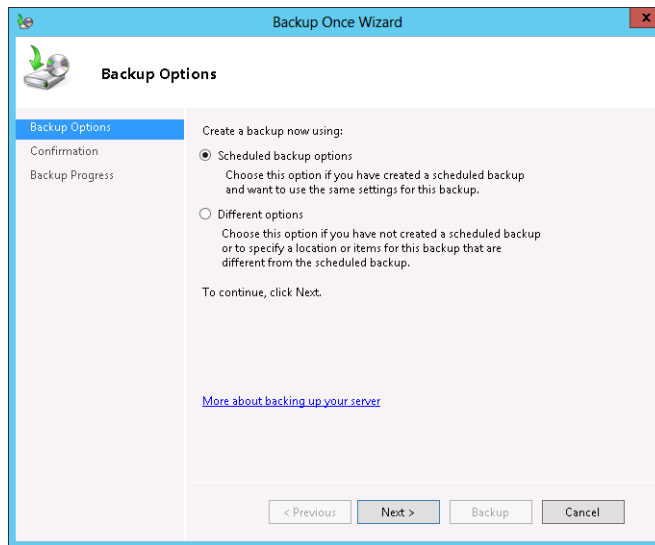 Backup Once Wizard
x
Backup Options
Backup Options
Confirmation
Backup Progress
Create a backup now using:
Scheduled backup options
Choose this option if you have created a scheduled backup
and want to use the same settings for this backup.
Different options
Choose this option if you have not created a scheduled backup
or to specify a location or items for this backup that are
different from the scheduled backup.
To continue, click Next.
More about backing up your server
< Previous
Next >
Backup
Cancel